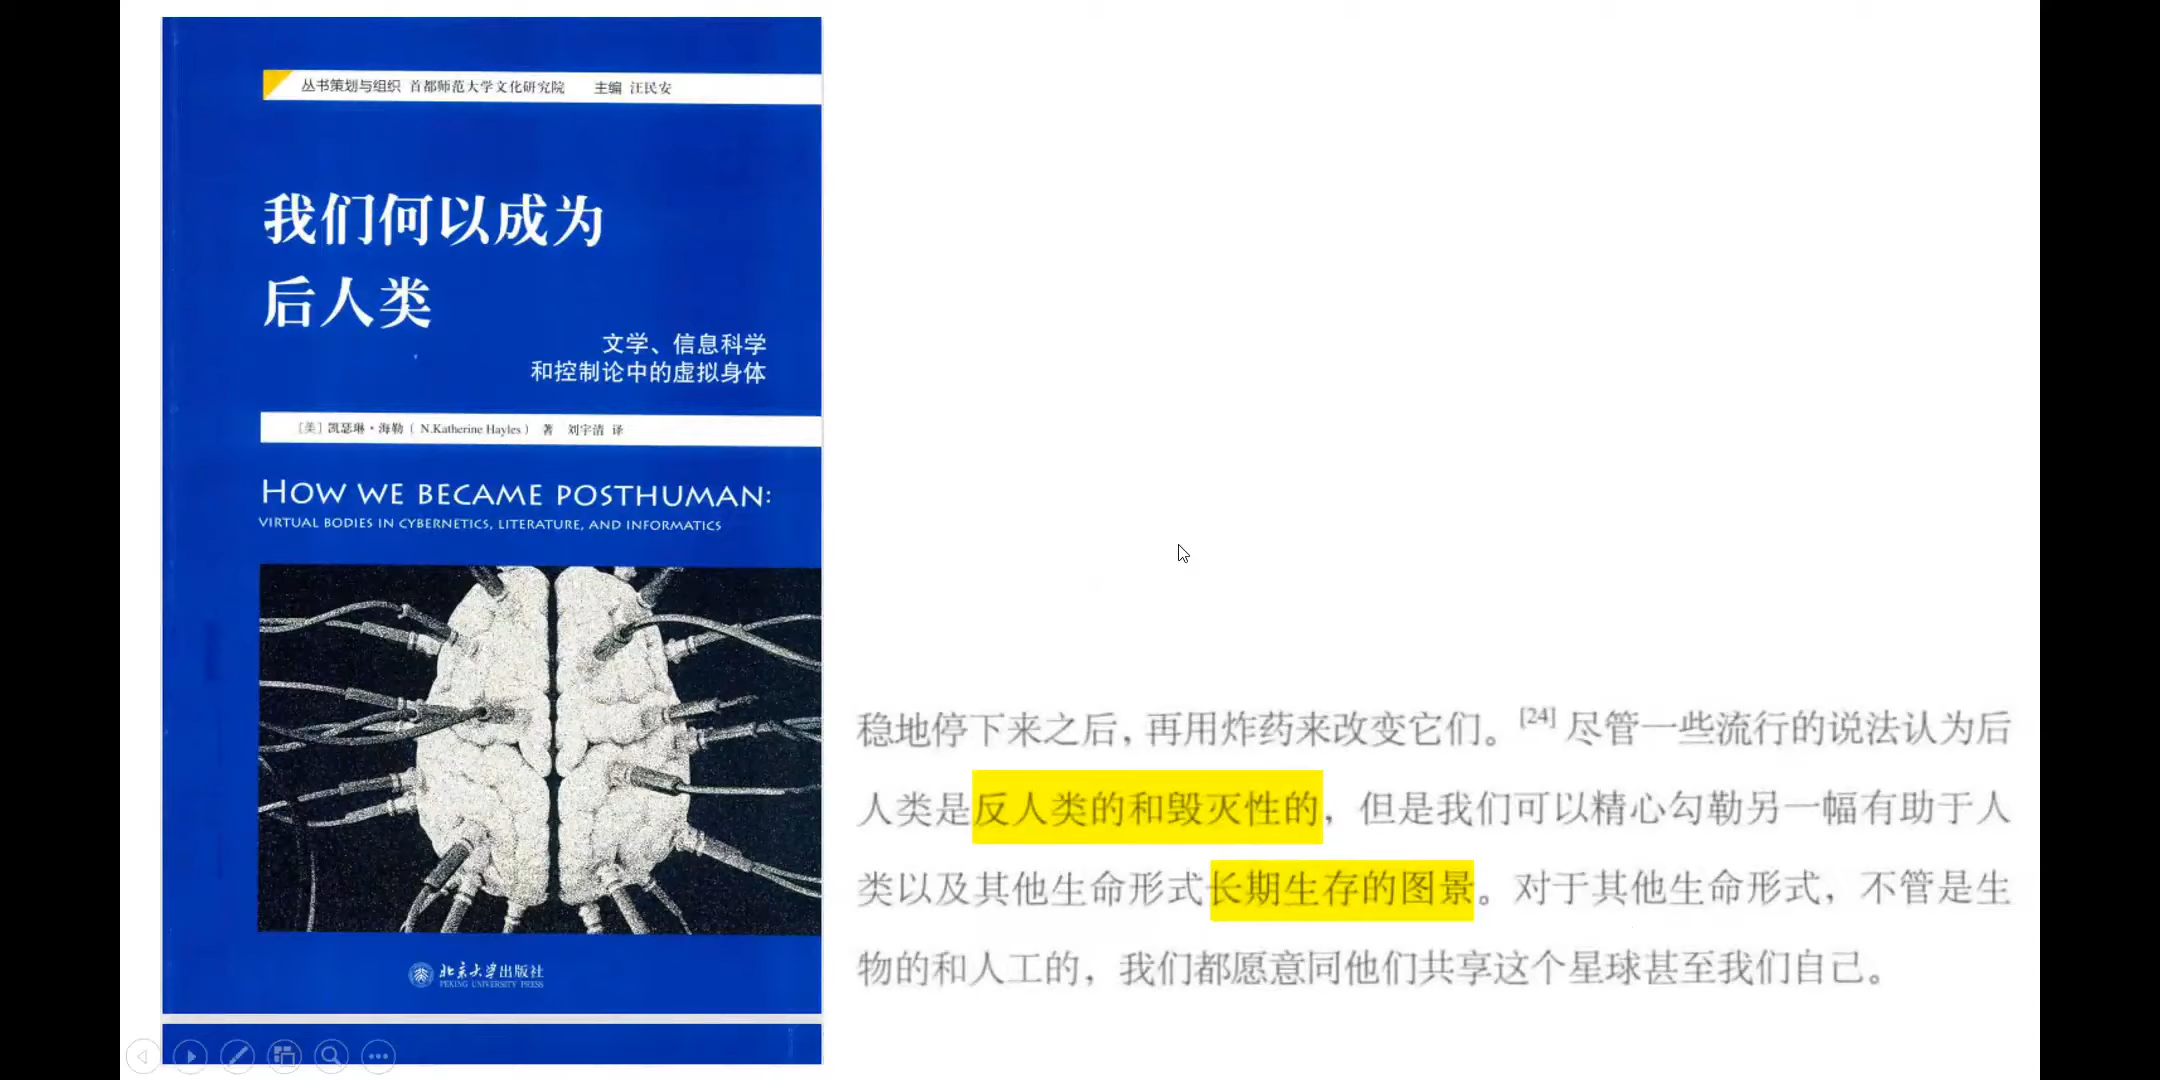 丛书策划与组织 首都师范大学文化研究院 主编 汪民安
我们何以成为
后人类
文学、信息科学
和控制论中的虚拟身体
[美] 凯瑟琳·海勒（N.Katherine Hayles）著 刘宇清 译
HOW WE BECAME POSTHUMAN:
VIRTUAL BODIES IN CYBERNETICS, LITERATURE, AND INFORMATICS
北京大学出版社
PEKING UNIVERSITY PRESS
稳地停下来之后，再用炸药来改变它们。[24] 尽管一些流行的说法认为后
人类是反人类的和毁灭性的，但是我们可以精心勾勒另一幅有助于人
类以及其他生命形式长期生存的图景。对于其他生命形式，不管是生
物的和人工的，我们都愿意同他们共享这个星球甚至我们自己。